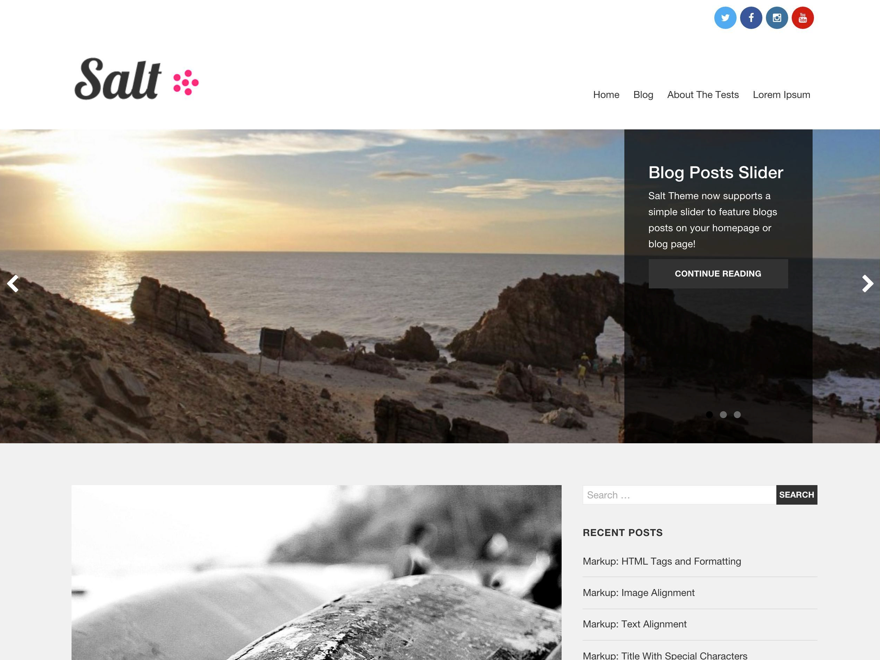 Salt
Home Blog About The Tests Lorem Ipsum
Blog Posts Slider
Salt Theme now supports a
simple slider to feature blogs
posts on your homepage or
blog page!
CONTINUE READING
Search ...
SEARCH
RECENT POSTS
Markup: HTML Tags and Formatting
Markup: Image Alignment
Markup: Text Alignment
Markup: Title With Special Characters